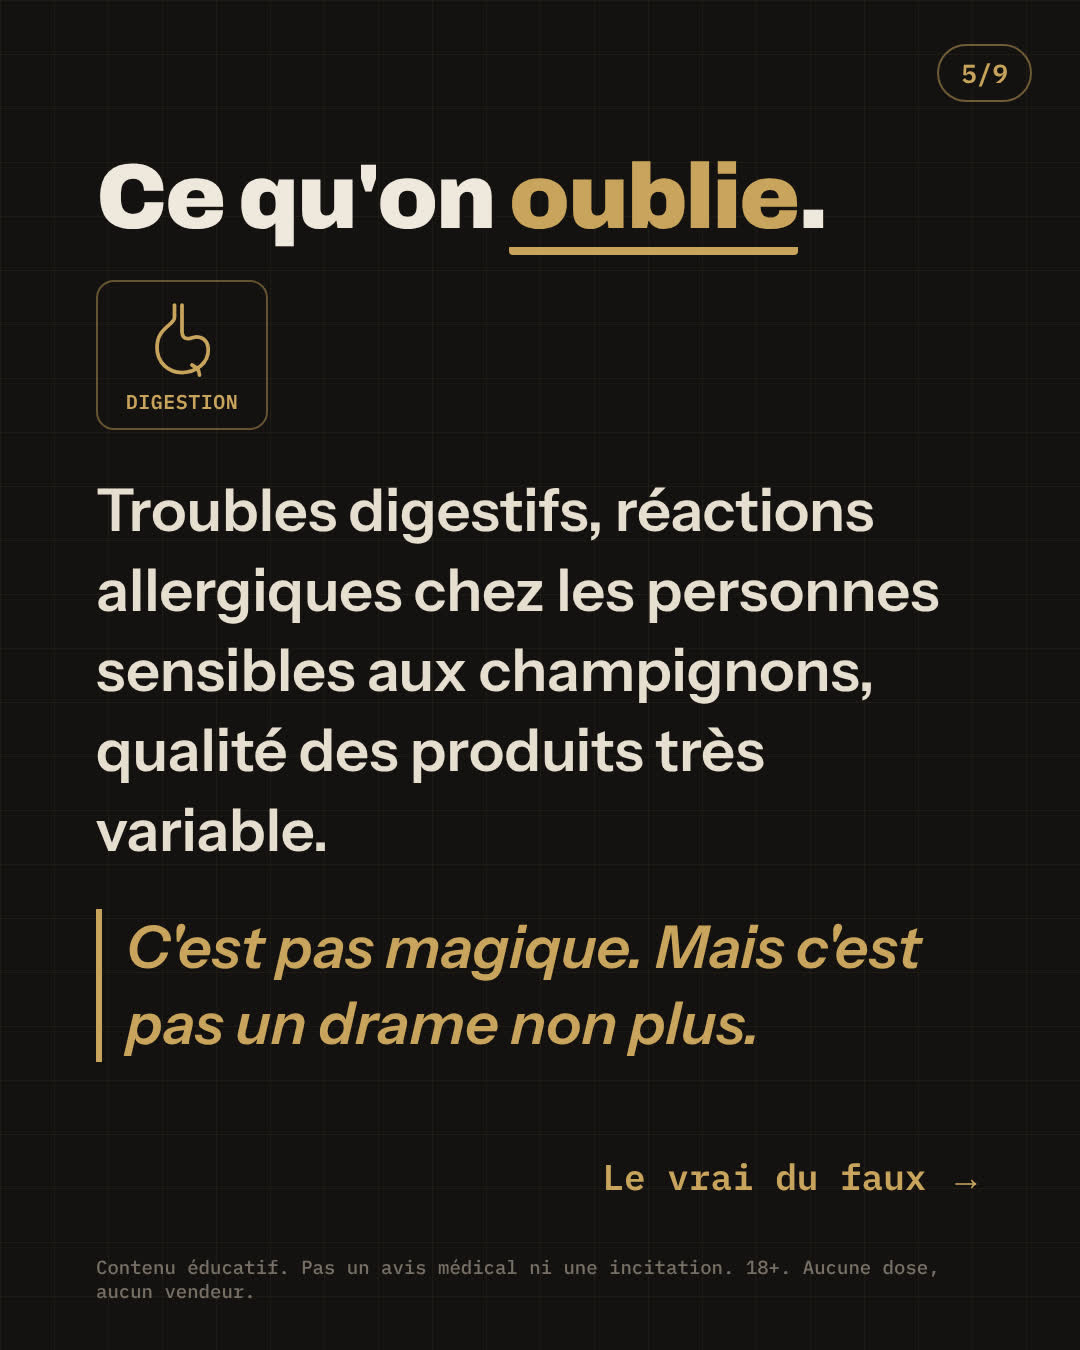 5/9
Ce qu'on oublie.
DIGESTION
Troubles digestifs, réactions
allergiques chez les personnes
sensibles aux champignons,
qualité des produits très
variable.
C'est pas magique. Mais c'est
pas un drame non plus.
Le vrai du faux →
Contenu éducatif. Pas un avis médical ni une incitation. 18+. Aucune dose,
aucun vendeur.